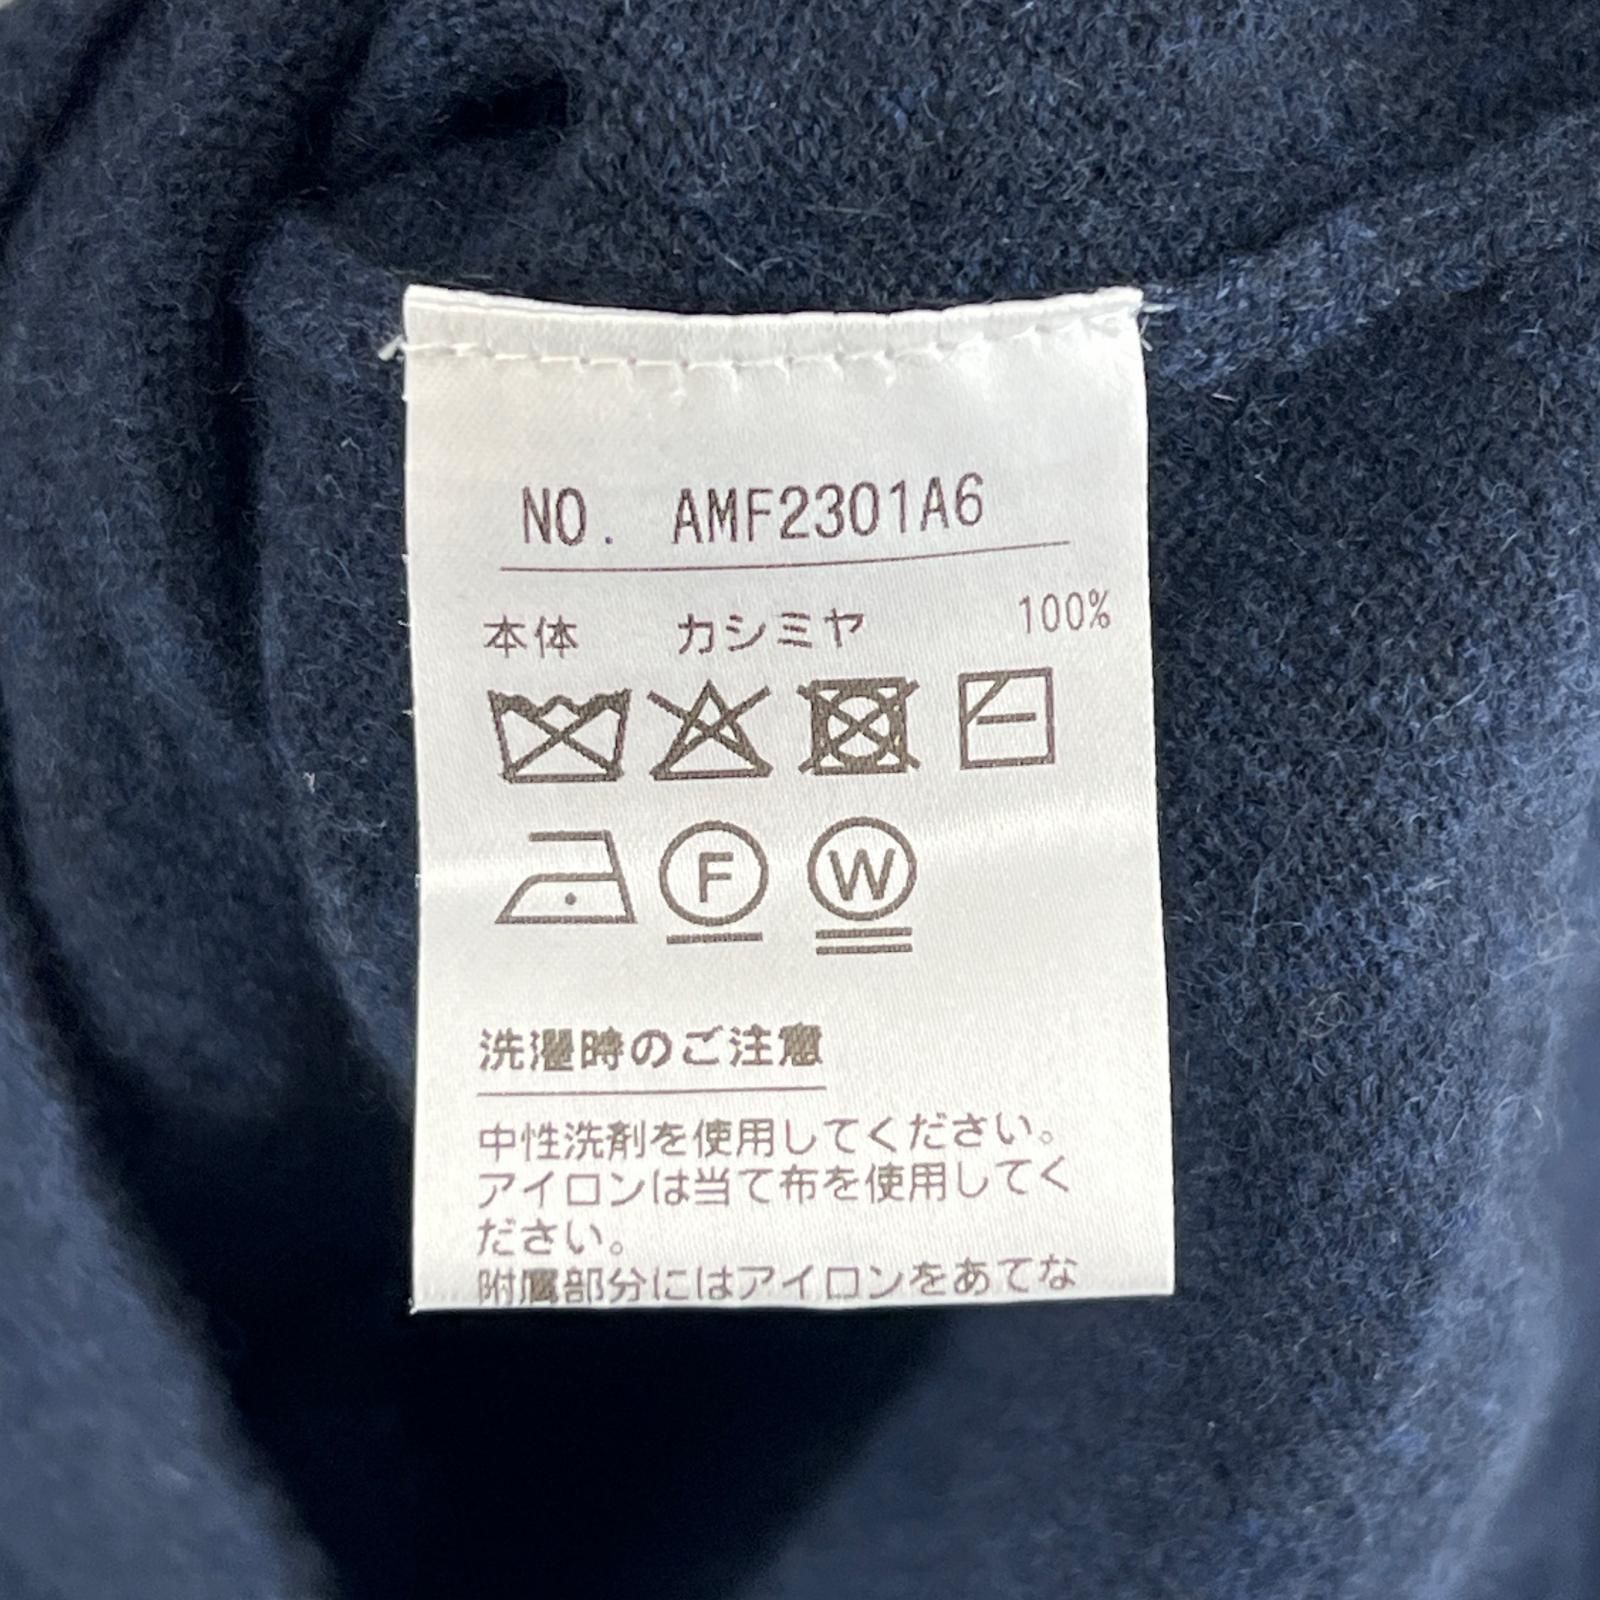 NO. AMF2301A6
本体 カシミヤ 100%
F W
洗濯時のご注意
中性洗剤を使用してください。
アイロンは当て布を使用してく
ださい。
附属部分にはアイロンをあてな